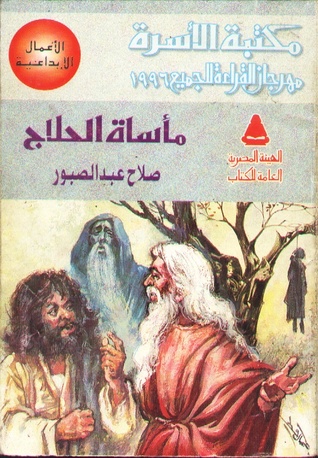 مكتبة الأسرة
مهرجان القراءة للجميع ١٩٩٦
الأعمال
الإبداعية
مأساة الحلاج
صلاح عبد الصبور
الهيئة المصرية
العامة للكتاب